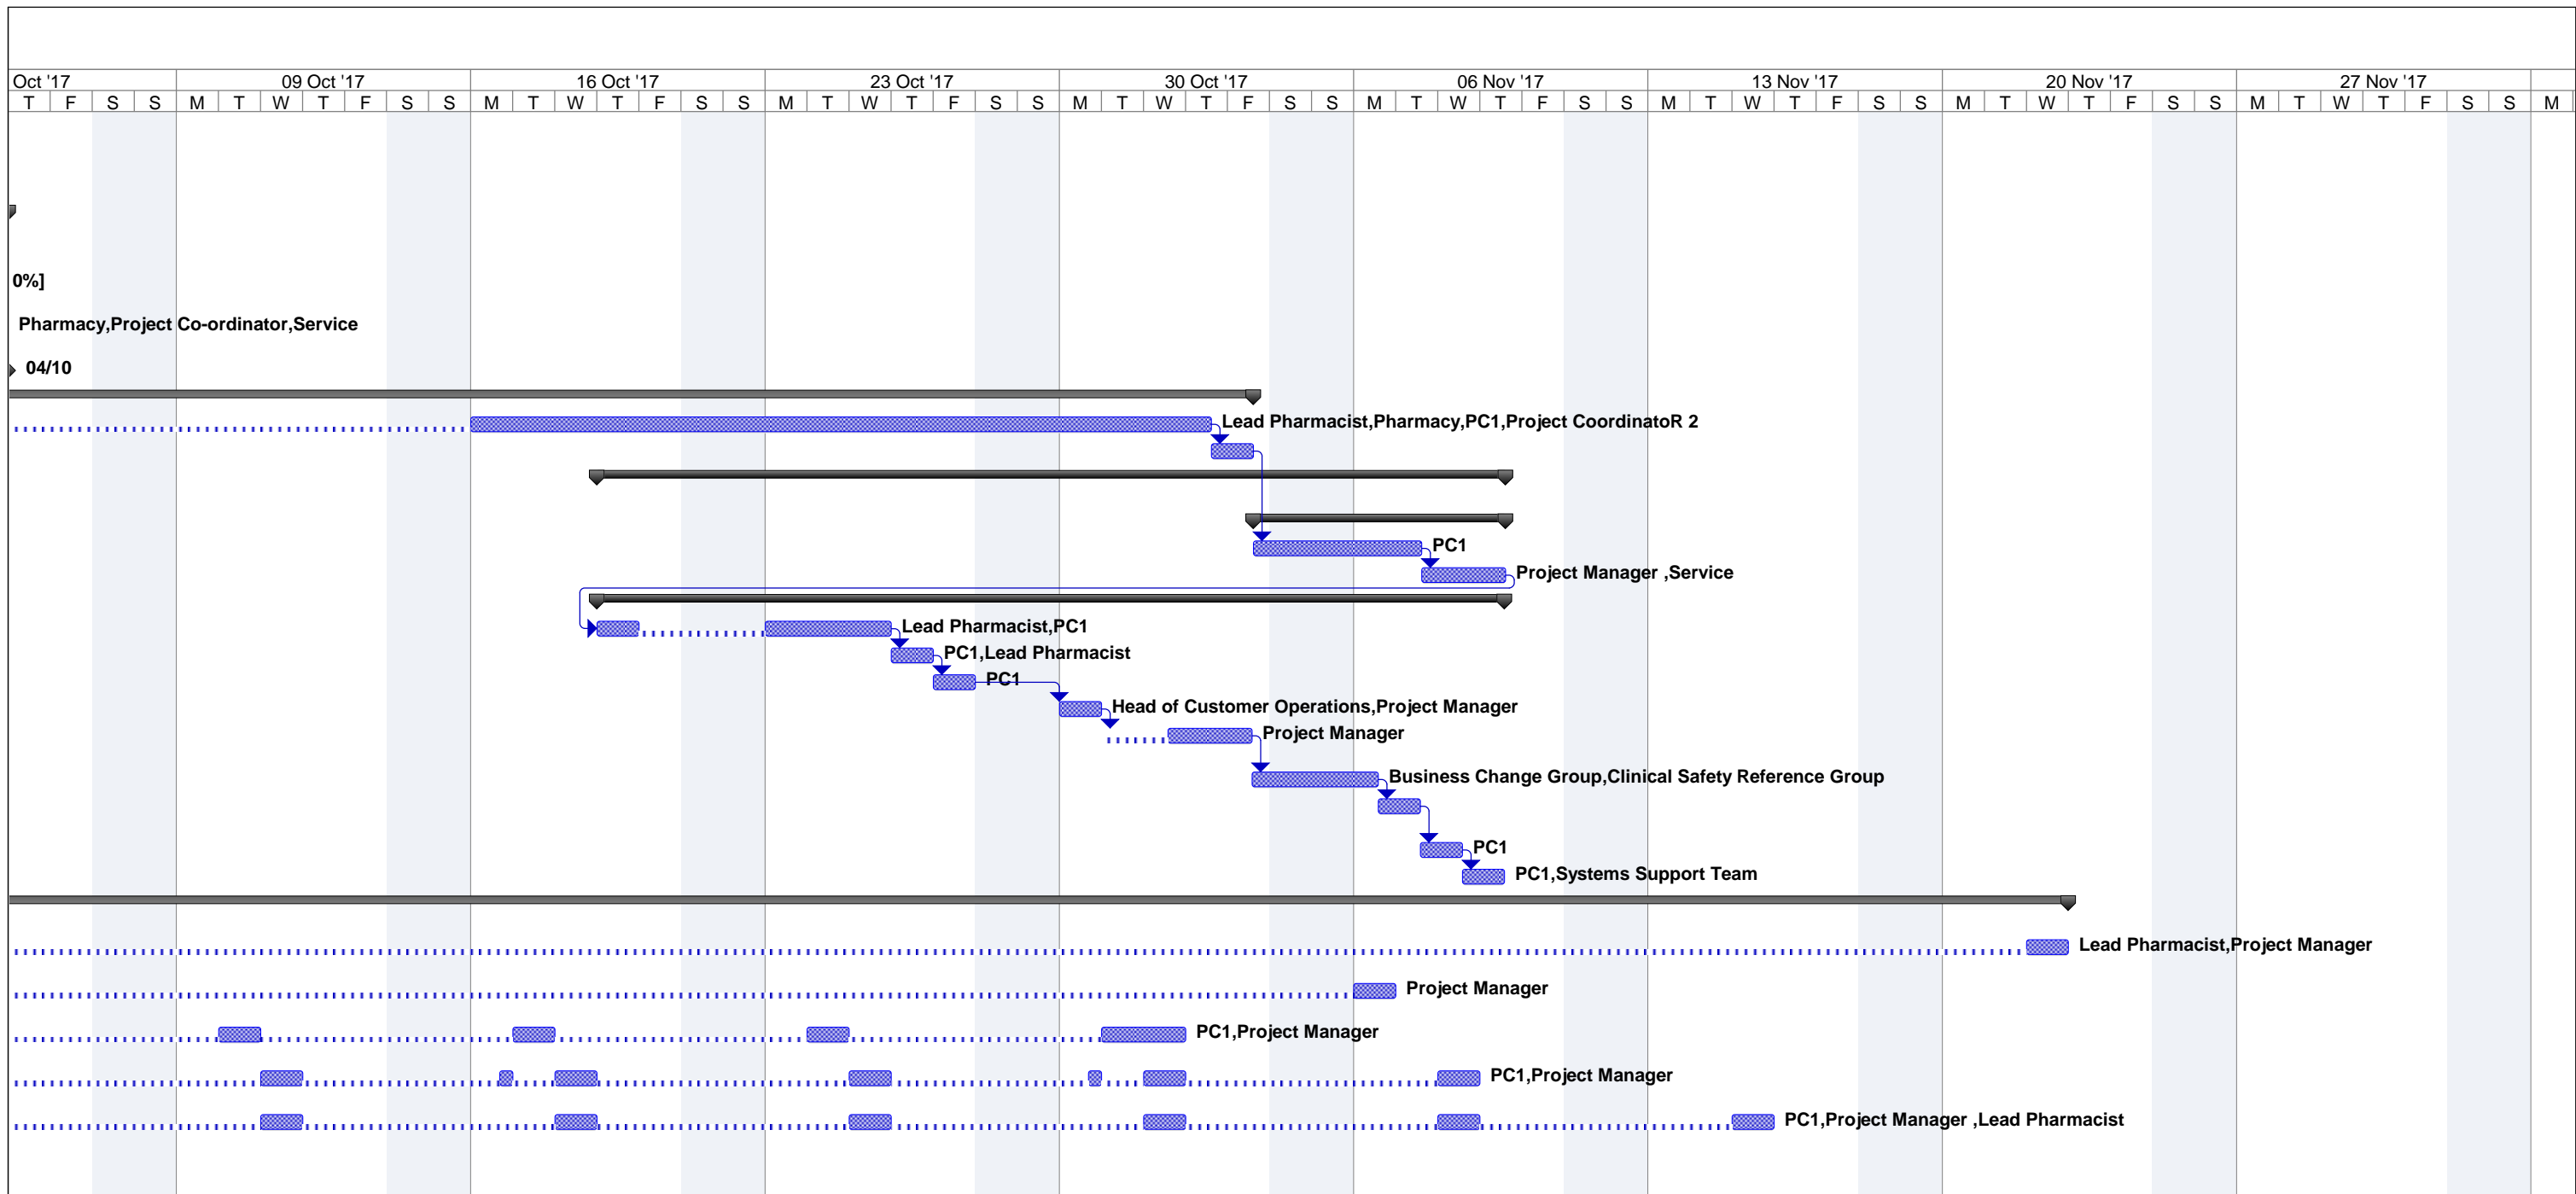 Oct '17 09 Oct '17 16 Oct '17 23 Oct '17 30 Oct '17 06 Nov '17 13 Nov '17 20 Nov '17 27 Nov '17
T F S S M T W T F S S M T W T F S S M T W T F S S M T W T F S S M T W T F S S M T W T F S S M T W T F S S M T W T F S S M
0%]
Pharmacy,Project Co-ordinator,Service
04/10
Lead Pharmacist,Pharmacy,PC1,Project CoordinatoR 2
PC1
Project Manager ,Service
Lead Pharmacist,PC1
PC1,Lead Pharmacist
PC1
Head of Customer Operations,Project Manager
Project Manager
Business Change Group,Clinical Safety Reference Group
PC1
PC1,Systems Support Team
Lead Pharmacist,Project Manager
Project Manager
PC1,Project Manager
PC1,Project Manager
PC1,Project Manager ,Lead Pharmacist